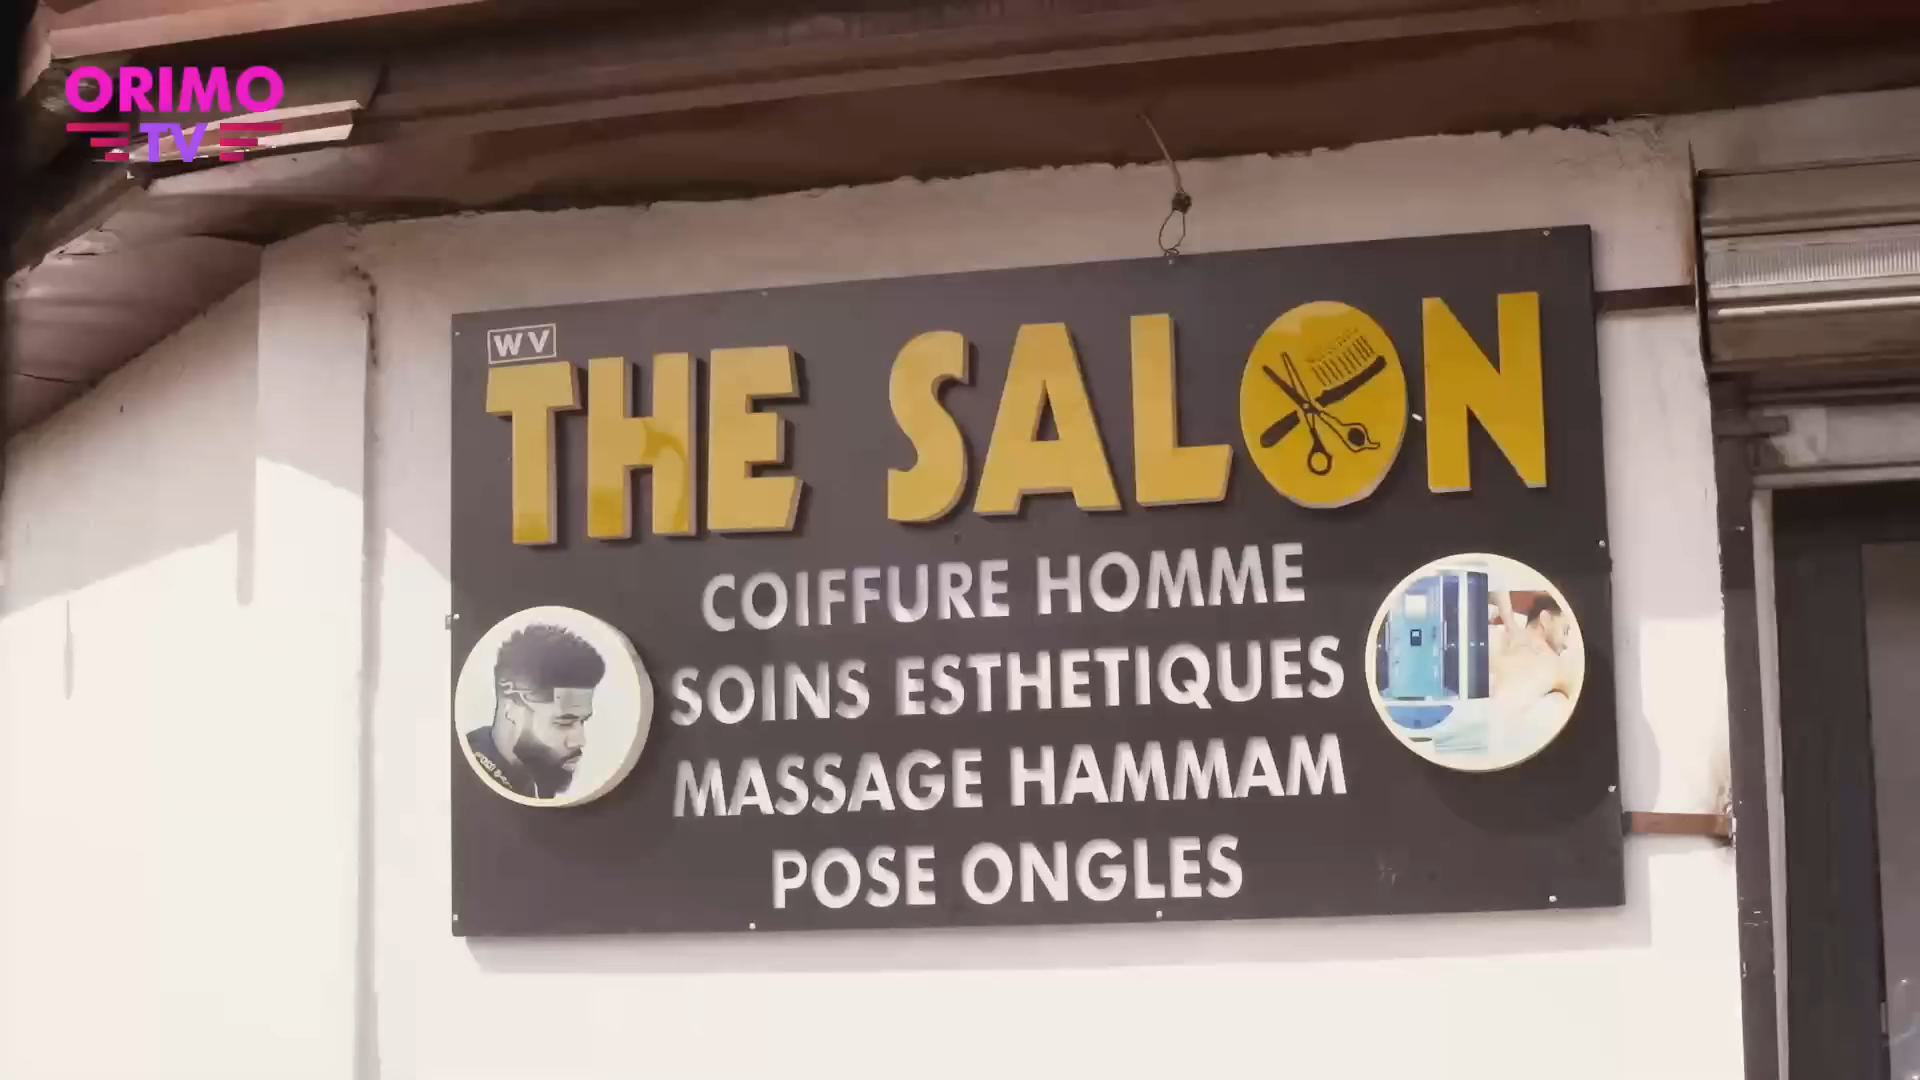 ORIMO
TV
WV
THE SALON
COIFFURE HOMME
SOINS ESTHETIQUES
MASSAGE HAMMAM
POSE ONGLES